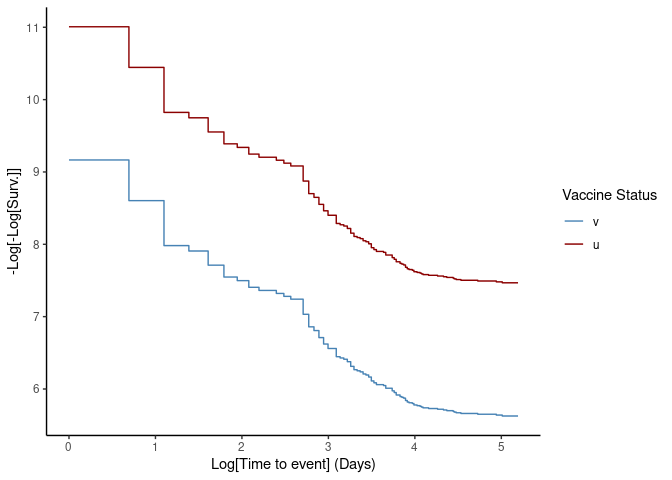 11
10
9
8
7
6
-Log[-Log[Surv.]]
0 1 2 3 4 5
Log[Time to event] (Days)
Vaccine Status
v
u